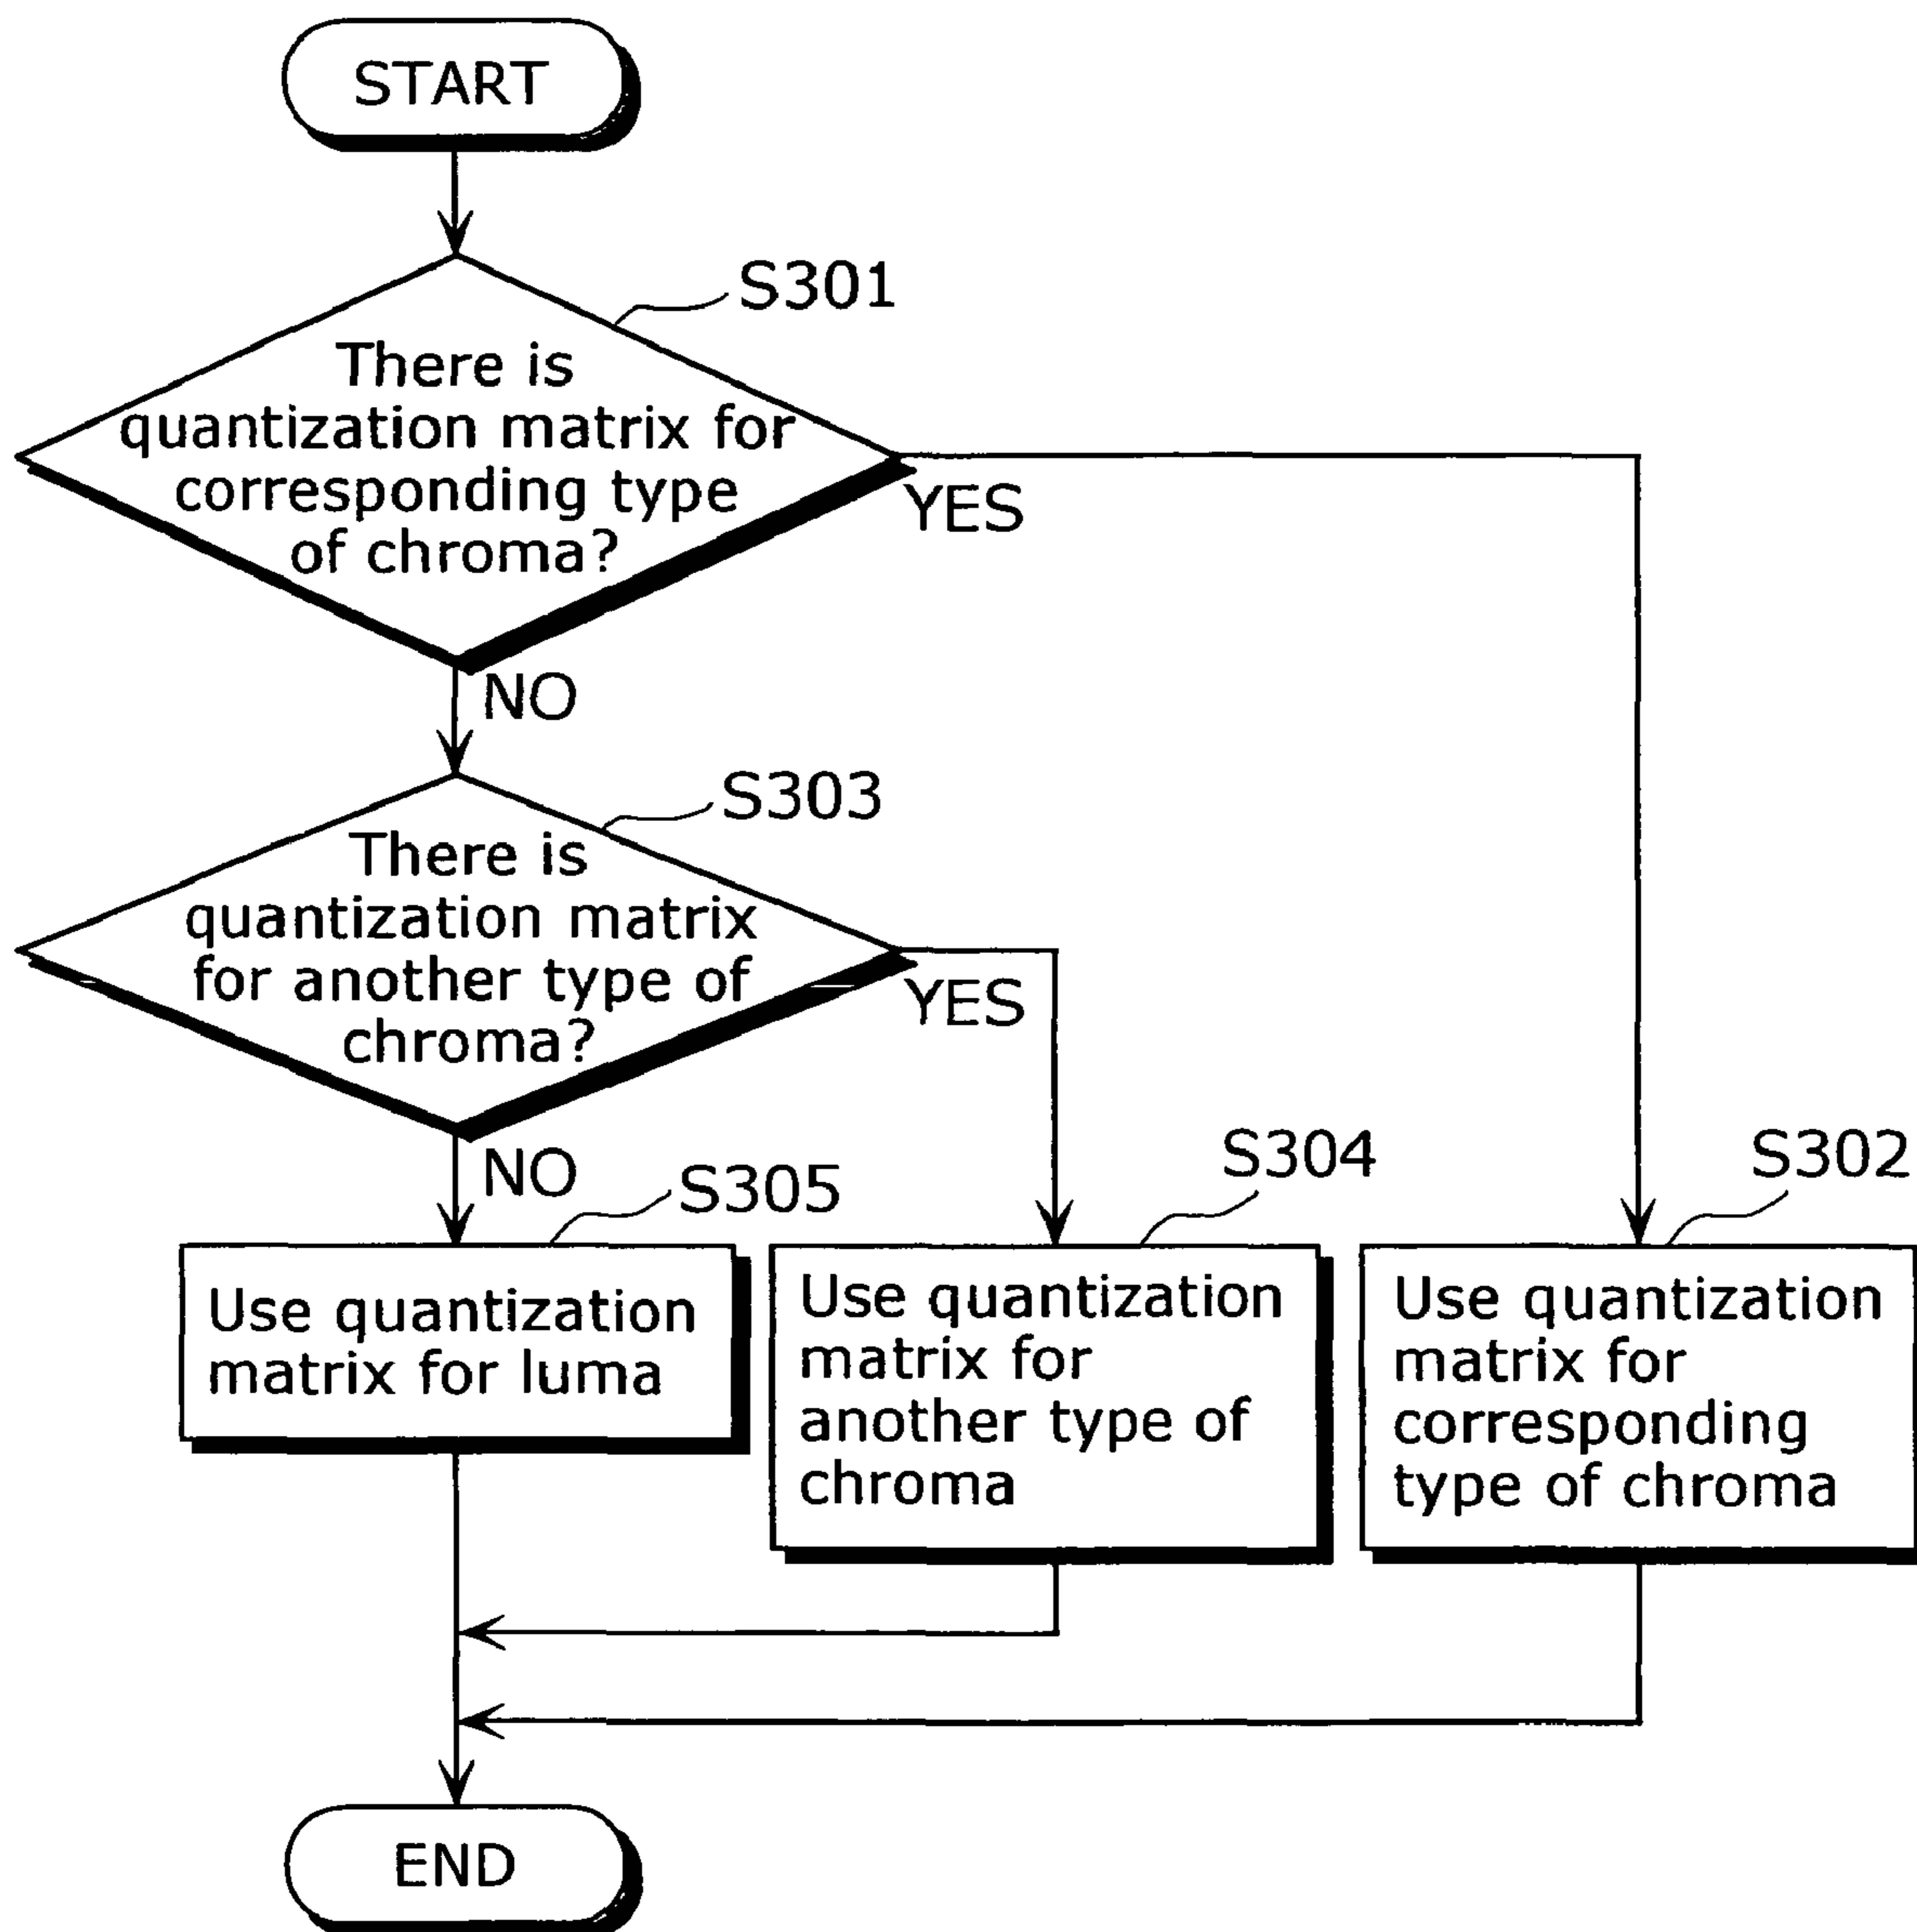 START
S301
There is
quantization matrix for
corresponding type
of chroma?
YES
NO
S303
There is
quantization matrix
for another type of
chroma?
YES
NO
S305
Use quantization
matrix for luma
S304
Use quantization
matrix for
another type of
chroma
S302
Use quantization
matrix for
corresponding
type of chroma
END